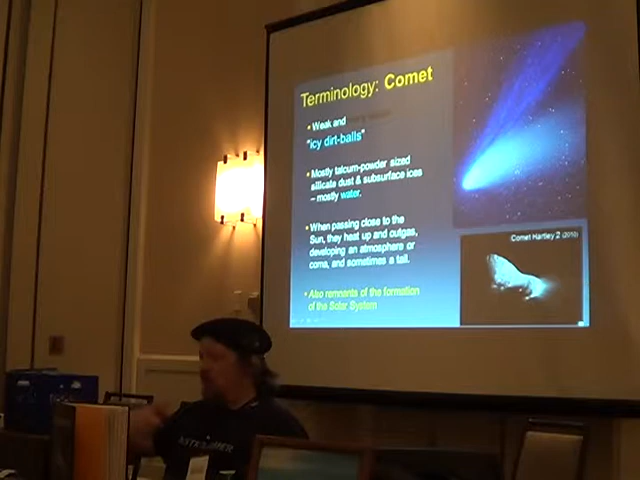 Terminology: Comet
• Weak and
"icy dirt-balls"
• Mostly talcum-powder sized
silicate dust & subsurface ices
– mostly water.
• When passing close to the
Sun, they heat up and outgas,
developing an atmosphere or
coma, and sometimes a tail.
• Also remnants of the formation
of the Solar System
Comet Hartley 2 (2010)